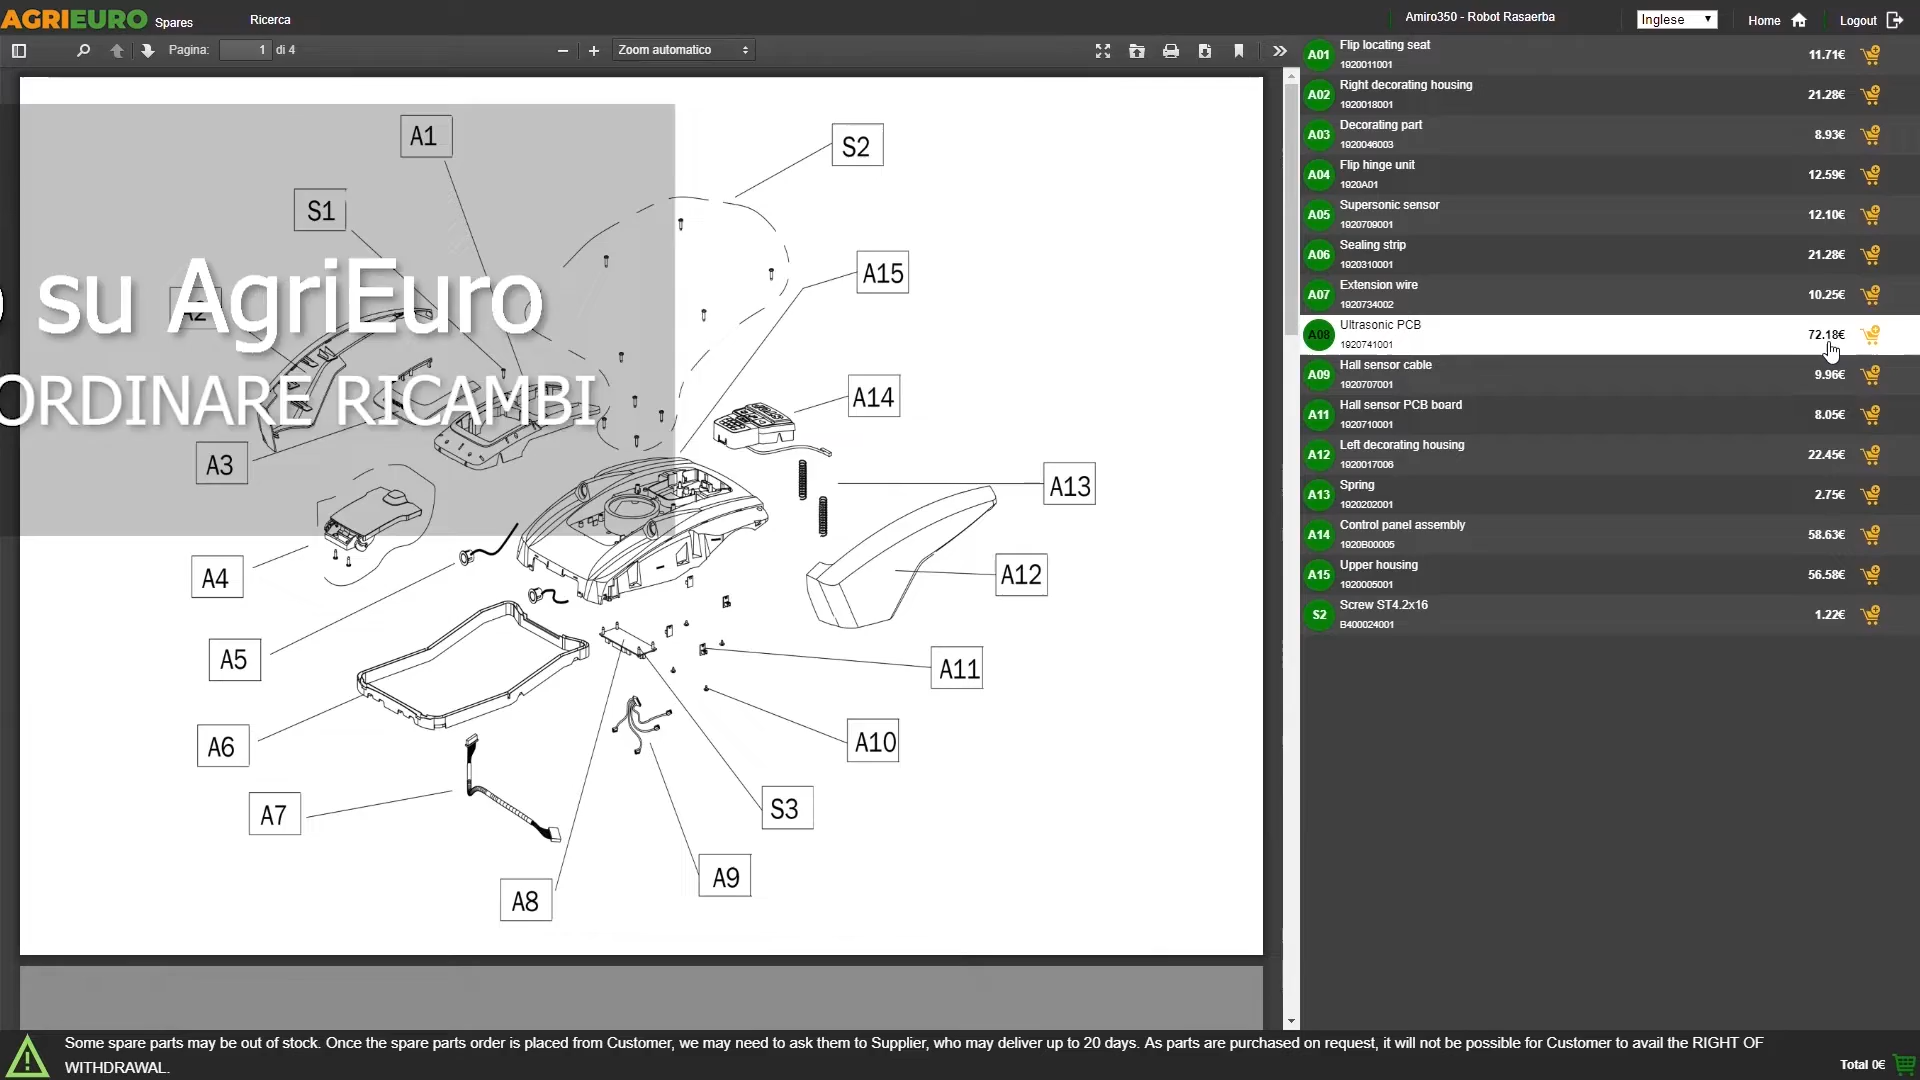 AGRIEURO Spares
Ricerca
Amiro350 - Robot Rasaerba
Inglese
Home
Logout
Pagina: 1 di 4
Zoom automatico
A1
S1
S2
A15
A2
su AgriEuro
ORDINARE RICAMBI
A14
A3
A13
A4
A12
A5
A11
A6
A10
A7
S3
A9
A8
A01 Flip locating seat 11.71€
1920011001
A02 Right decorating housing 21.28€
1920018001
A03 Decorating part 8.93€
1920046003
A04 Flip hinge unit 12.59€
1920A01
A05 Supersonic sensor 12.10€
1920709001
A06 Sealing strip 21.28€
1920310001
A07 Extension wire 10.25€
1920734002
A08 Ultrasonic PCB 72.18€
1920741001
A09 Hall sensor cable 9.96€
1920707001
A11 Hall sensor PCB board 8.05€
1920710001
A12 Left decorating housing 22.45€
1920017006
A13 Spring 2.75€
1920202001
A14 Control panel assembly 58.63€
1920B00005
A15 Upper housing 56.58€
1920005001
S2 Screw ST4.2x16 1.22€
B400024001
Some spare parts may be out of stock. Once the spare parts order is placed from Customer, we may need to ask them to Supplier, who may deliver up to 20 days. As parts are purchased on request, it will not be possible for Customer to avail the RIGHT OF
WITHDRAWAL.
Total 0€